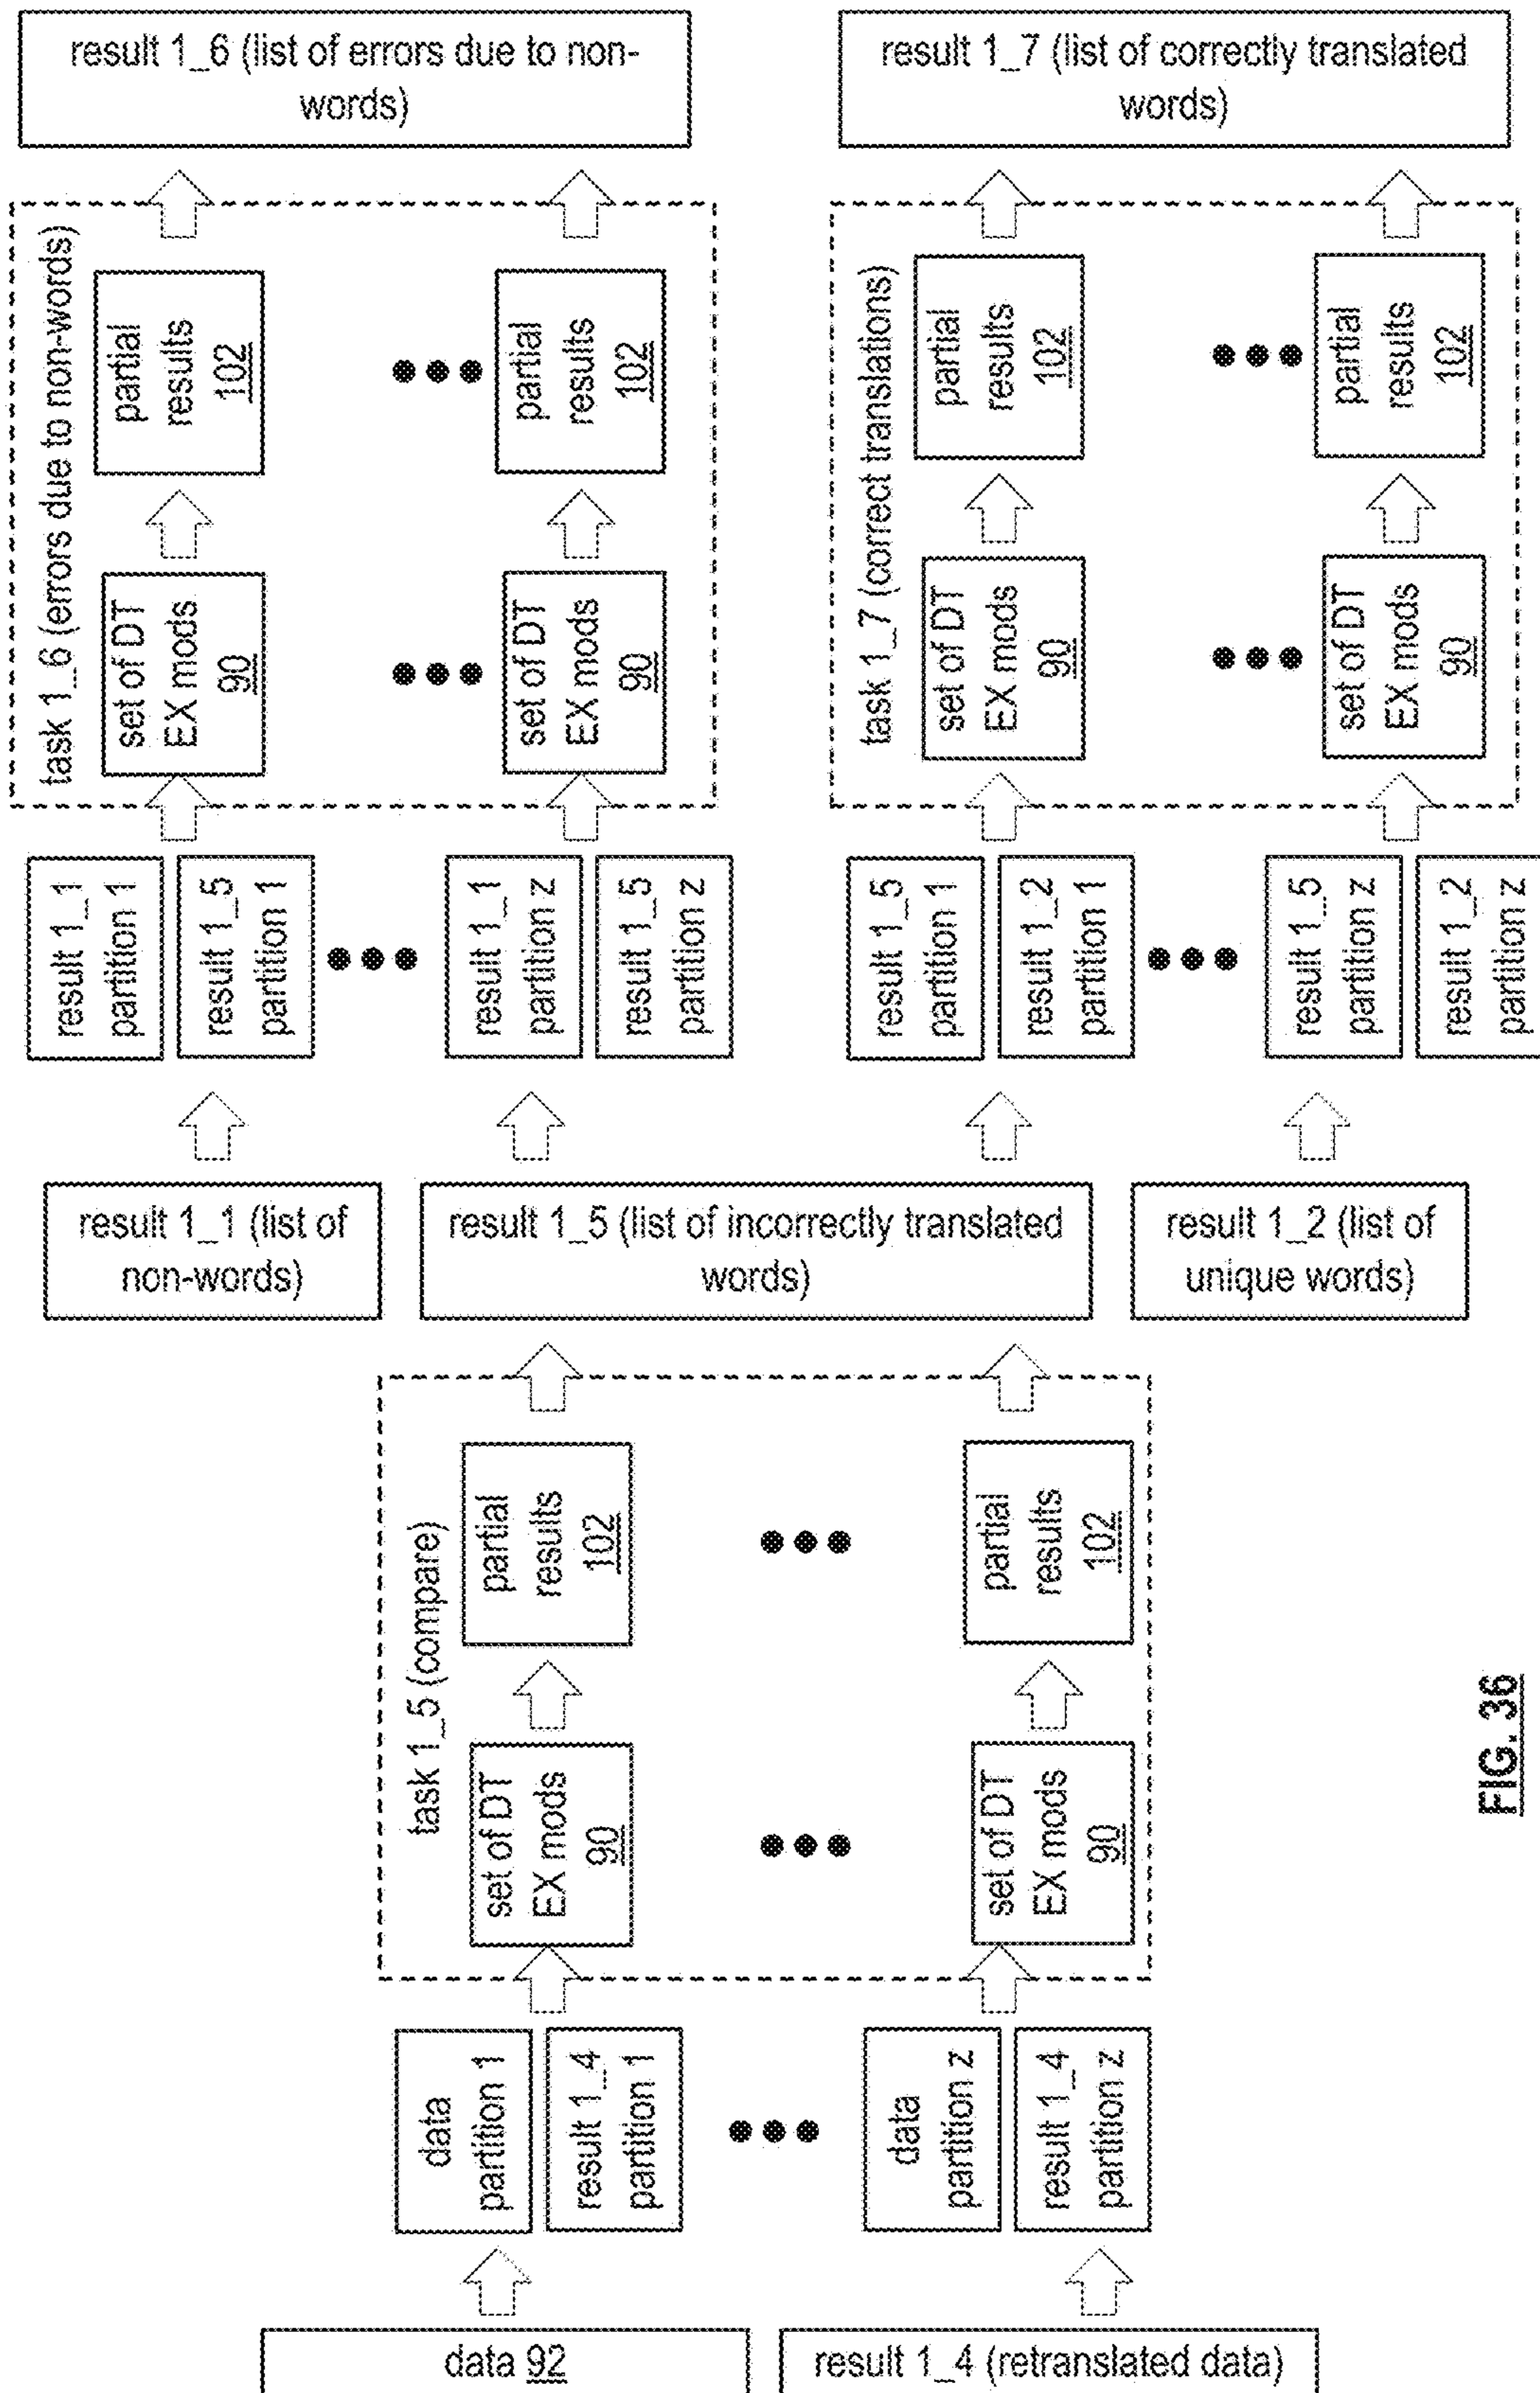 data 92
result 1_4 (retranslated data)
data
partition 1
result 1_4
partition 1
data
partition z
result 1_4
partition z
task 1_5 (compare)
set of DT
EX mods
90
partial
results
102
set of DT
EX mods
90
partial
results
102
result 1_1 (list of
non-words)
result 1_5 (list of incorrectly translated
words)
result 1_2 (list of
unique words)
result 1_1
partition 1
result 1_5
partition 1
result 1_1
partition z
result 1_5
partition z
task 1_6 (errors due to non-words)
set of DT
EX mods
90
partial
results
102
set of DT
EX mods
90
partial
results
102
result 1_6 (list of errors due to non-
words)
result 1_5
partition 1
result 1_2
partition 1
result 1_5
partition z
result 1_2
partition z
task 1_7 (correct translations)
set of DT
EX mods
90
partial
results
102
set of DT
EX mods
90
partial
results
102
result 1_7 (list of correctly translated
words)
FIG. 36